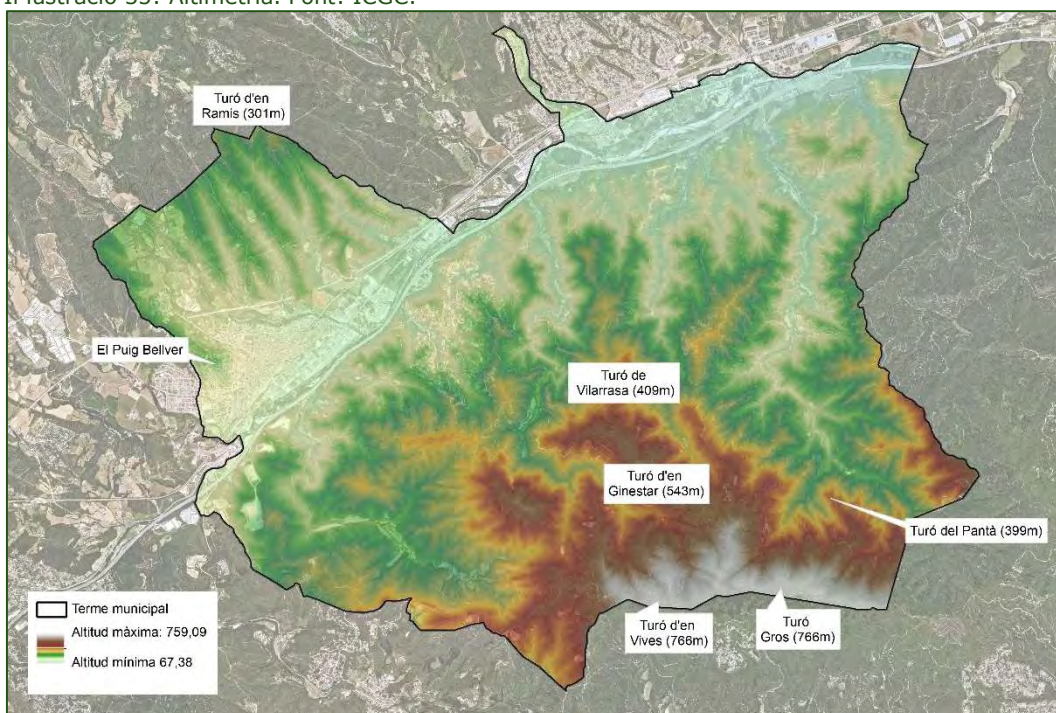 Il·lustració 35. Altimetria. Font: ICGC.
Turó d'en
Ramis (301m)
El Puig Bellver
Turó de
Vilarrasa (409m)
Turó d'en
Ginestar (543m)
Turó del Pantà (399m)
Turó d'en
Vives (766m)
Turó
Gros (766m)
Terme municipal
Altitud màxima: 759,09
Altitud mínima 67,38